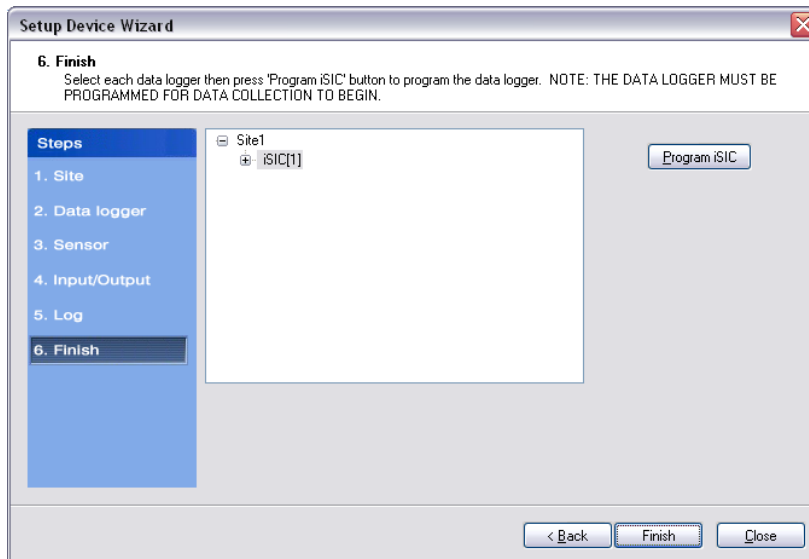 Setup Device Wizard
6. Finish
Select each data logger then press 'Program iSIC' button to program the data logger. NOTE: THE DATA LOGGER MUST BE
PROGRAMMED FOR DATA COLLECTION TO BEGIN.
Steps
1. Site
2. Data logger
3. Sensor
4. Input/Output
5. Log
6. Finish
Site1
iSIC[1]
Program iSIC
< Back
Finish
Close